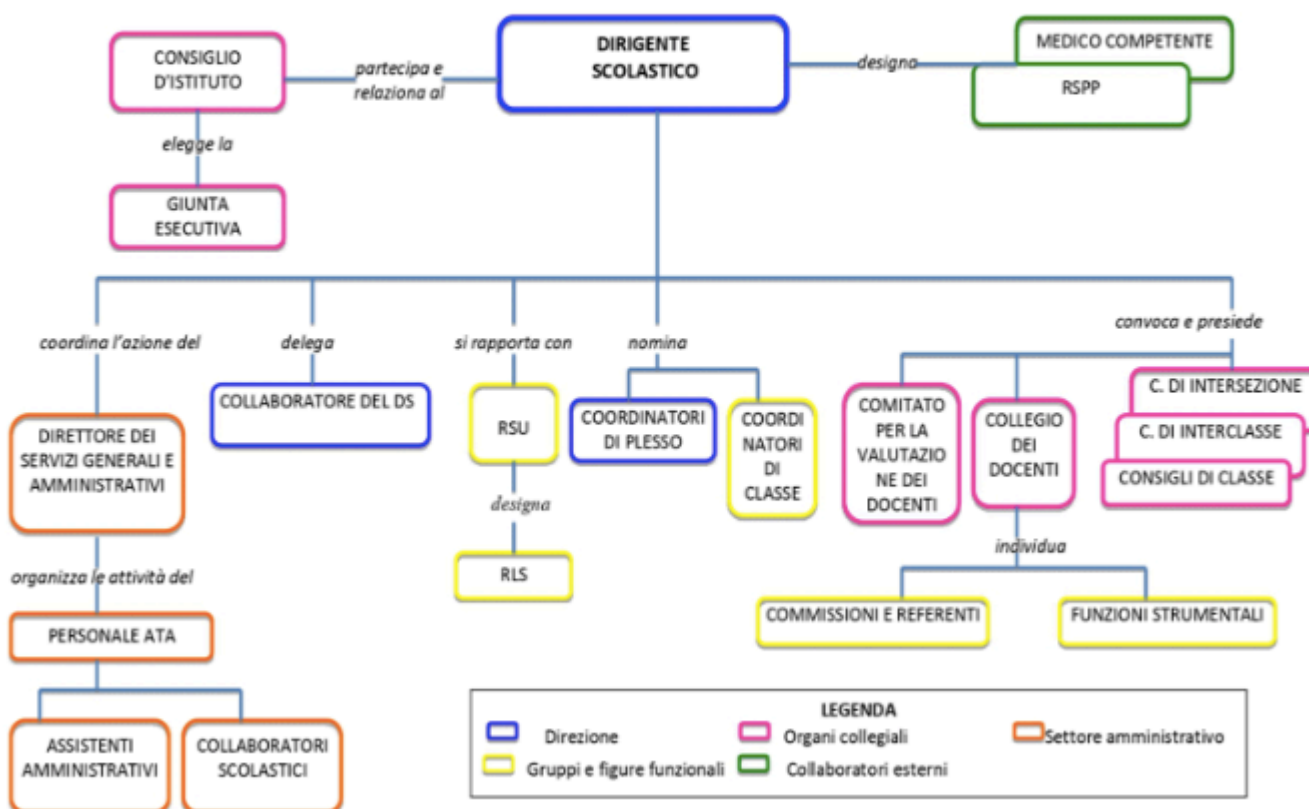 CONSIGLIO
D'ISTITUTO
partecipa e
relaziona al
DIRIGENTE
SCOLASTICO
designa
MEDICO COMPETENTE
RSPP
elegge la
GIUNTA
ESECUTIVA
coordina l'azione del
delega
si rapporta con
nomina
convoca e presiede
DIRETTORE DEI
SERVIZI GENERALI E
AMMINISTRATIVI
COLLABORATORE DEL DS
RSU
COORDINATORI
DI PLESSO
COORDI
NATORI
DI
CLASSE
COMITATO
PER LA
VALUTAZIO
NE DEI
DOCENTI
COLLEGIO
DEI
DOCENTI
C. DI INTERSEZIONE
C. DI INTERCLASSE
CONSIGLI DI CLASSE
designa
RLS
individua
COMMISSIONI E REFERENTI
FUNZIONI STRUMENTALI
organizza le attività del
PERSONALE ATA
ASSISTENTI
AMMINISTRATIVI
COLLABORATORI
SCOLASTICI
LEGENDA
Direzione
Organi collegiali
Settore amministrativo
Gruppi e figure funzionali
Collaboratori esterni